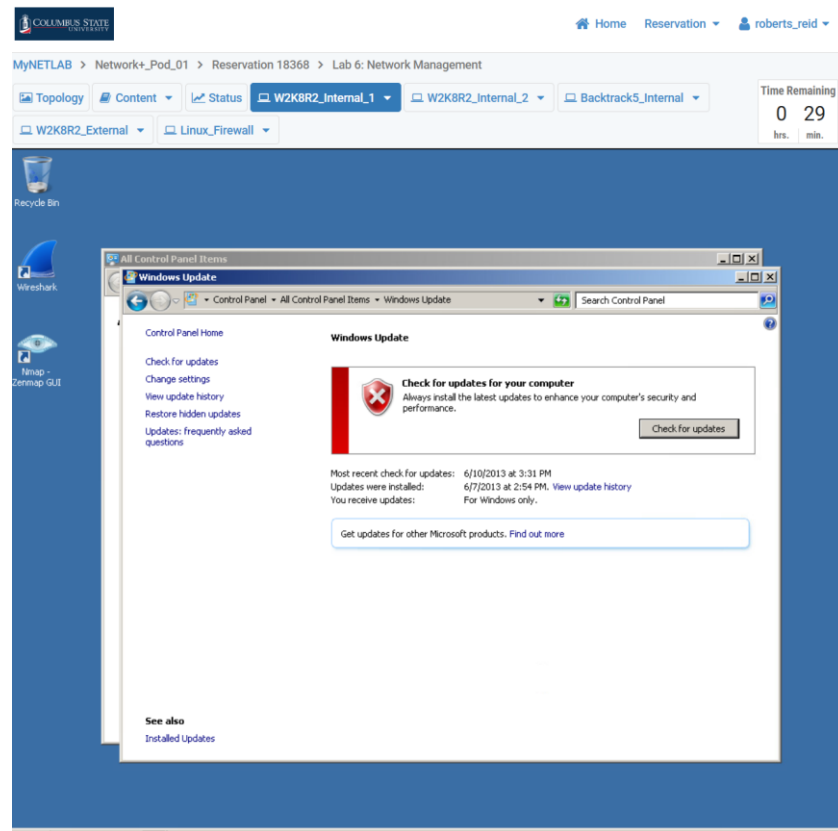 COLUMBUS STATE
UNIVERSITY
Home Reservation roberts_reid
MyNETLAB > Network+_Pod_01 > Reservation 18368 > Lab 6: Network Management
Topology Content Status W2K8R2_Internal_1 W2K8R2_Internal_2 Backtrack5_Internal
Time Remaining
0 29
hrs. min.
W2K8R2_External Linux_Firewall
Recycle Bin
Wireshark
Nmap -
Zenmap GUI
All Control Panel Items
Windows Update
Control Panel All Control Panel Items Windows Update Search Control Panel
Control Panel Home
Check for updates
Change settings
View update history
Restore hidden updates
Updates: frequently asked
questions
Windows Update
Check for updates for your computer
Always install the latest updates to enhance your computer's security and
performance.
Check for updates
Most recent check for updates: 6/10/2013 at 3:31 PM
Updates were installed: 6/7/2013 at 2:54 PM. View update history
You receive updates: For Windows only.
Get updates for other Microsoft products. Find out more
See also
Installed Updates